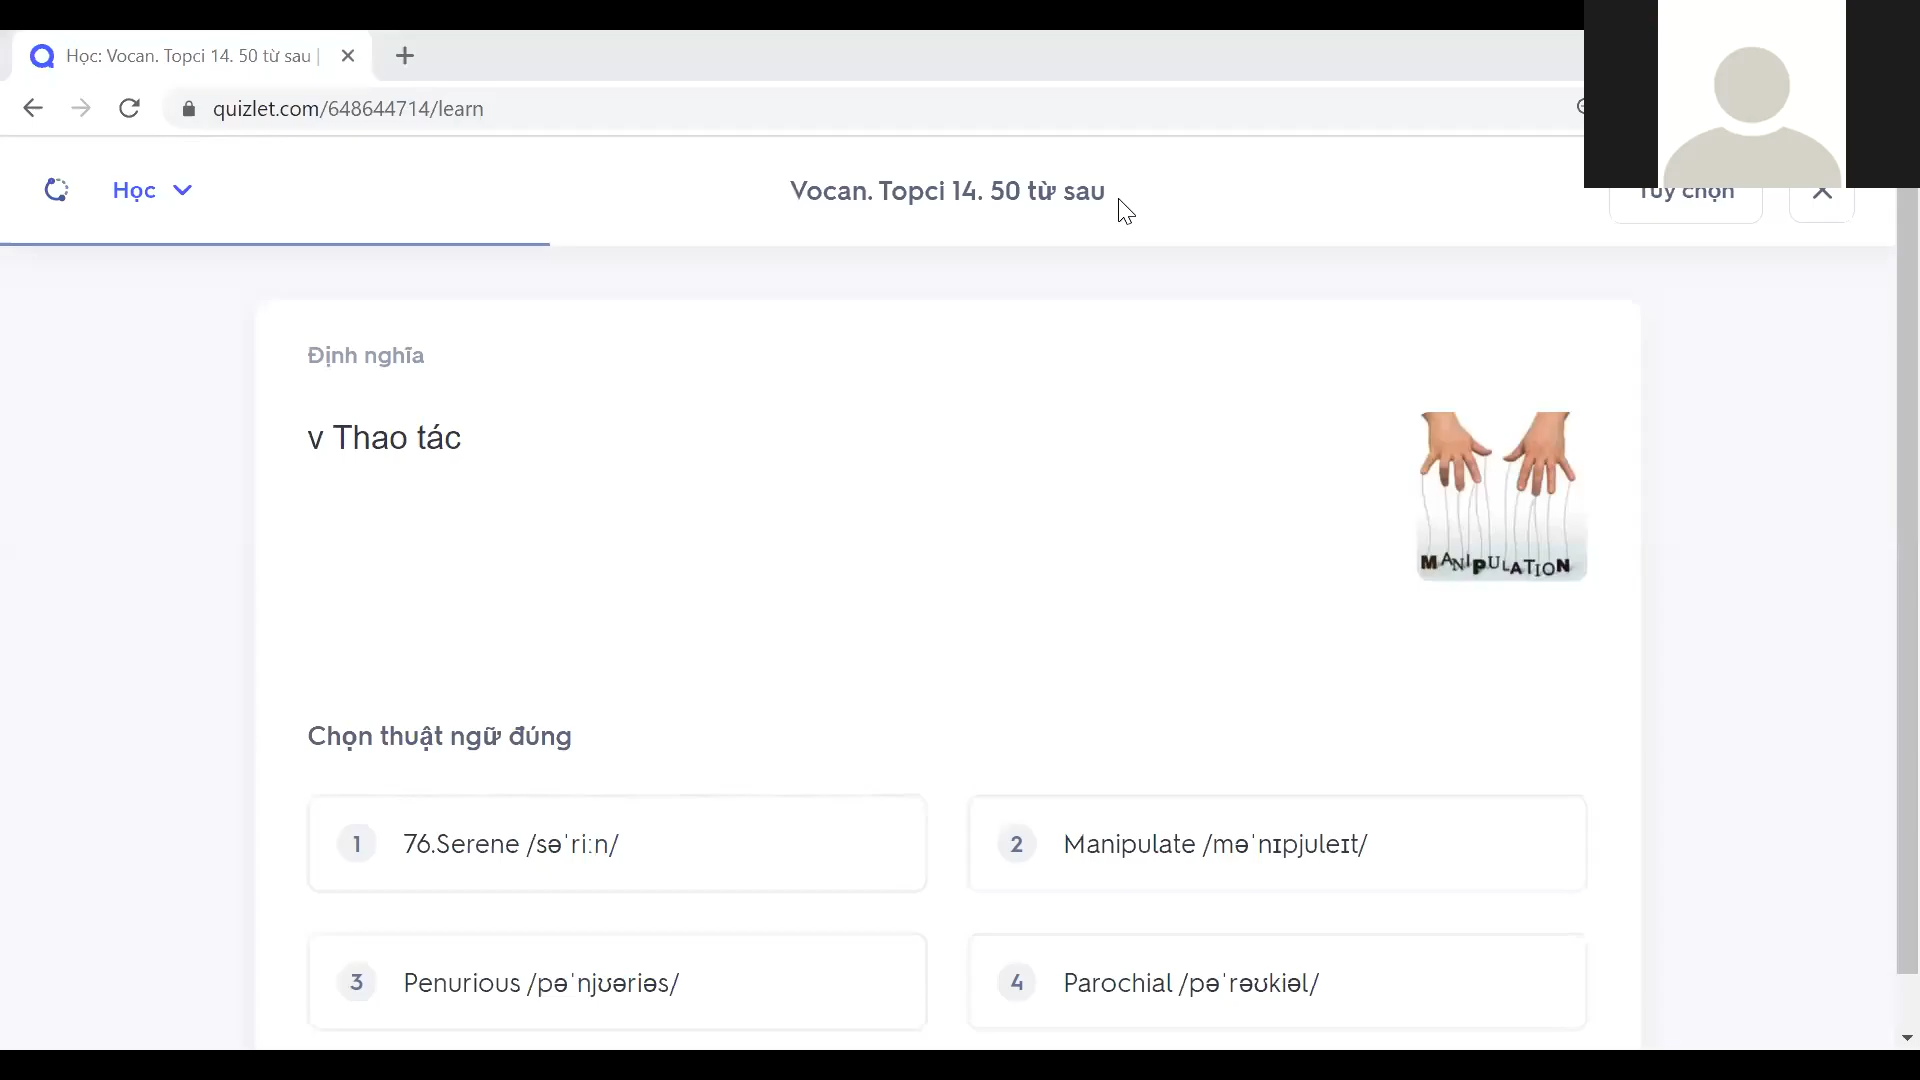 Học: Vocan. Topci 14. 50 từ sau |
quizlet.com/648644714/learn
Học
Vocan. Topci 14. 50 từ sau
Tùy chọn
Định nghĩa
v Thao tác
MANIPULATION
Chọn thuật ngữ đúng
1 76.Serene /səˈriːn/
2 Manipulate /məˈnɪpjuleɪt/
3 Penurious /pəˈnjʊəriəs/
4 Parochial /pəˈrəʊkiəl/